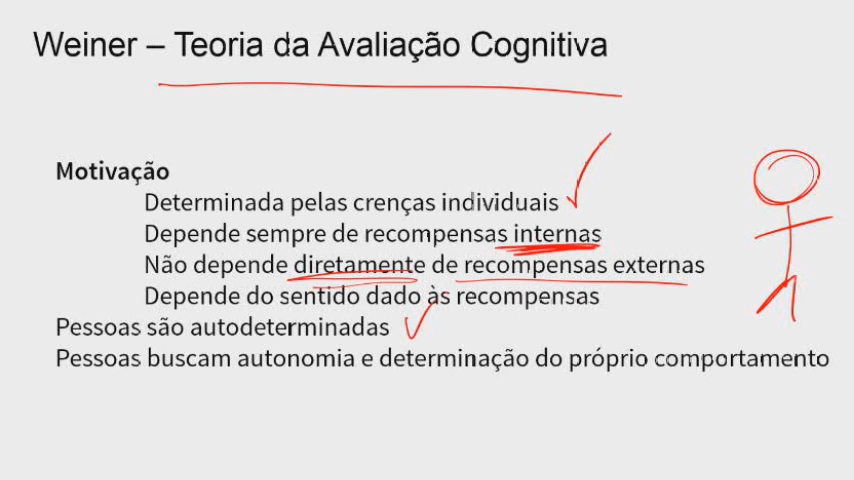 Weiner – Teoria da Avaliação Cognitiva
Motivação
Determinada pelas crenças individuais
Depende sempre de recompensas internas
Não depende diretamente de recompensas externas
Depende do sentido dado às recompensas
Pessoas são autodeterminadas
Pessoas buscam autonomia e determinação do próprio comportamento